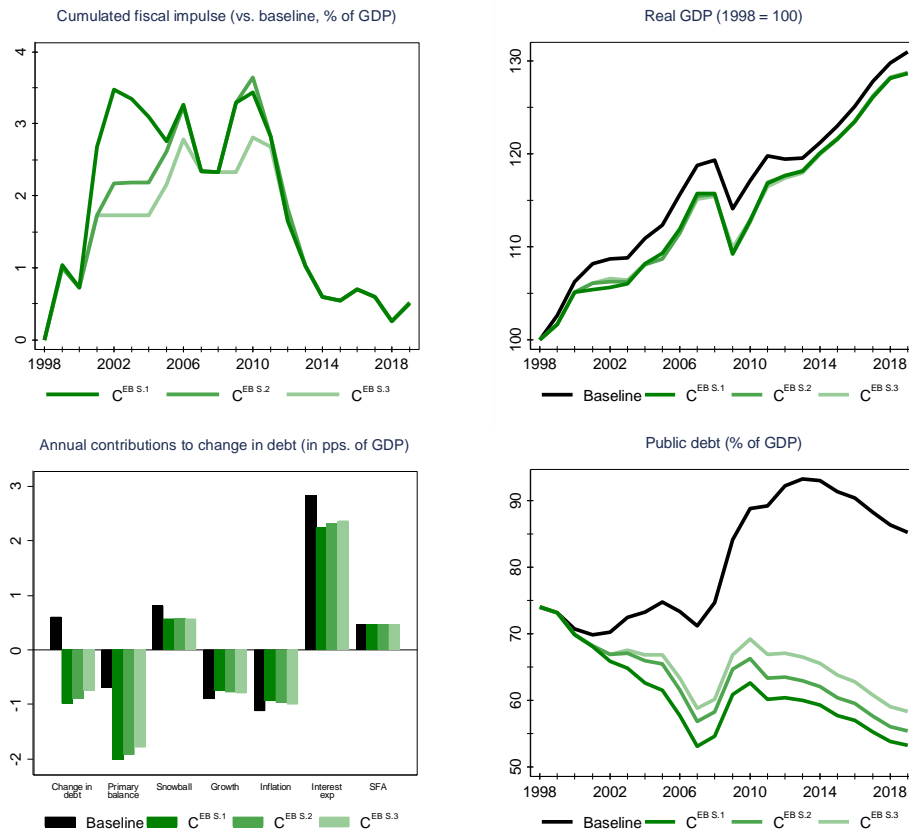 Cumulated fiscal impulse (vs. baseline, % of GDP)
4
3
2
1
0
1998 2002 2006 2010 2014 2018
C^EB S.1 C^EB S.2 C^EB S.3
Real GDP (1998 = 100)
130
120
110
100
1998 2002 2006 2010 2014 2018
Baseline C^EB S.1 C^EB S.2 C^EB S.3
Annual contributions to change in debt (in pps. of GDP)
3
2
1
0
-1
-2
Change in debt Primary balance Snowball Growth Inflation Interest exp SFA
Baseline C^EB S.1 C^EB S.2 C^EB S.3
Public debt (% of GDP)
90
80
70
60
50
1998 2002 2006 2010 2014 2018
Baseline C^EB S.1 C^EB S.2 C^EB S.3